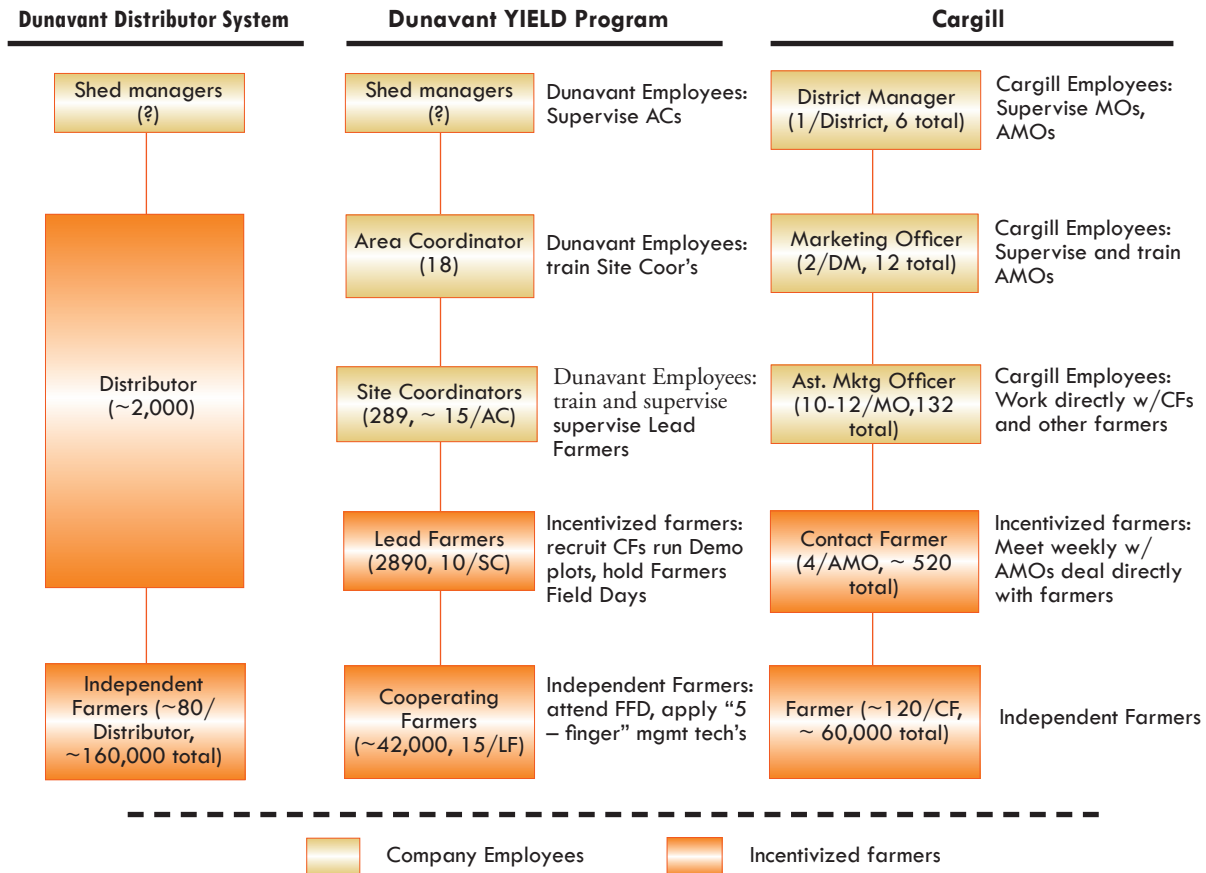 Dunavant Distributor System
Shed managers
(?)
Distributor
(~2,000)
Independent
Farmers (~80/
Distributor,
~160,000 total)
Dunavant YIELD Program
Shed managers
(?)
Dunavant Employees:
Supervise ACs
Area Coordinator
(18)
Dunavant Employees:
train Site Coor’s
Site Coordinators
(289, ~ 15/AC)
Dunavant Employees:
train and supervise
supervise Lead
Farmers
Lead Farmers
(2890, 10/SC)
Incentivized farmers:
recruit CFs run Demo
plots, hold Farmers
Field Days
Cooperating
Farmers
(~42,000, 15/LF)
Independent Farmers:
attend FFD, apply “5
– finger” mgmt tech’s
Cargill
District Manager
(1/District, 6 total)
Cargill Employees:
Supervise MOs,
AMOs
Marketing Officer
(2/DM, 12 total)
Cargill Employees:
Supervise and train
AMOs
Ast. Mktg Officer
(10-12/MO,132
total)
Cargill Employees:
Work directly w/CFs
and other farmers
Contact Farmer
(4/AMO, ~ 520
total)
Incentivized farmers:
Meet weekly w/
AMOs deal directly
with farmers
Farmer (~120/CF,
~ 60,000 total)
Independent Farmers
Company Employees
Incentivized farmers